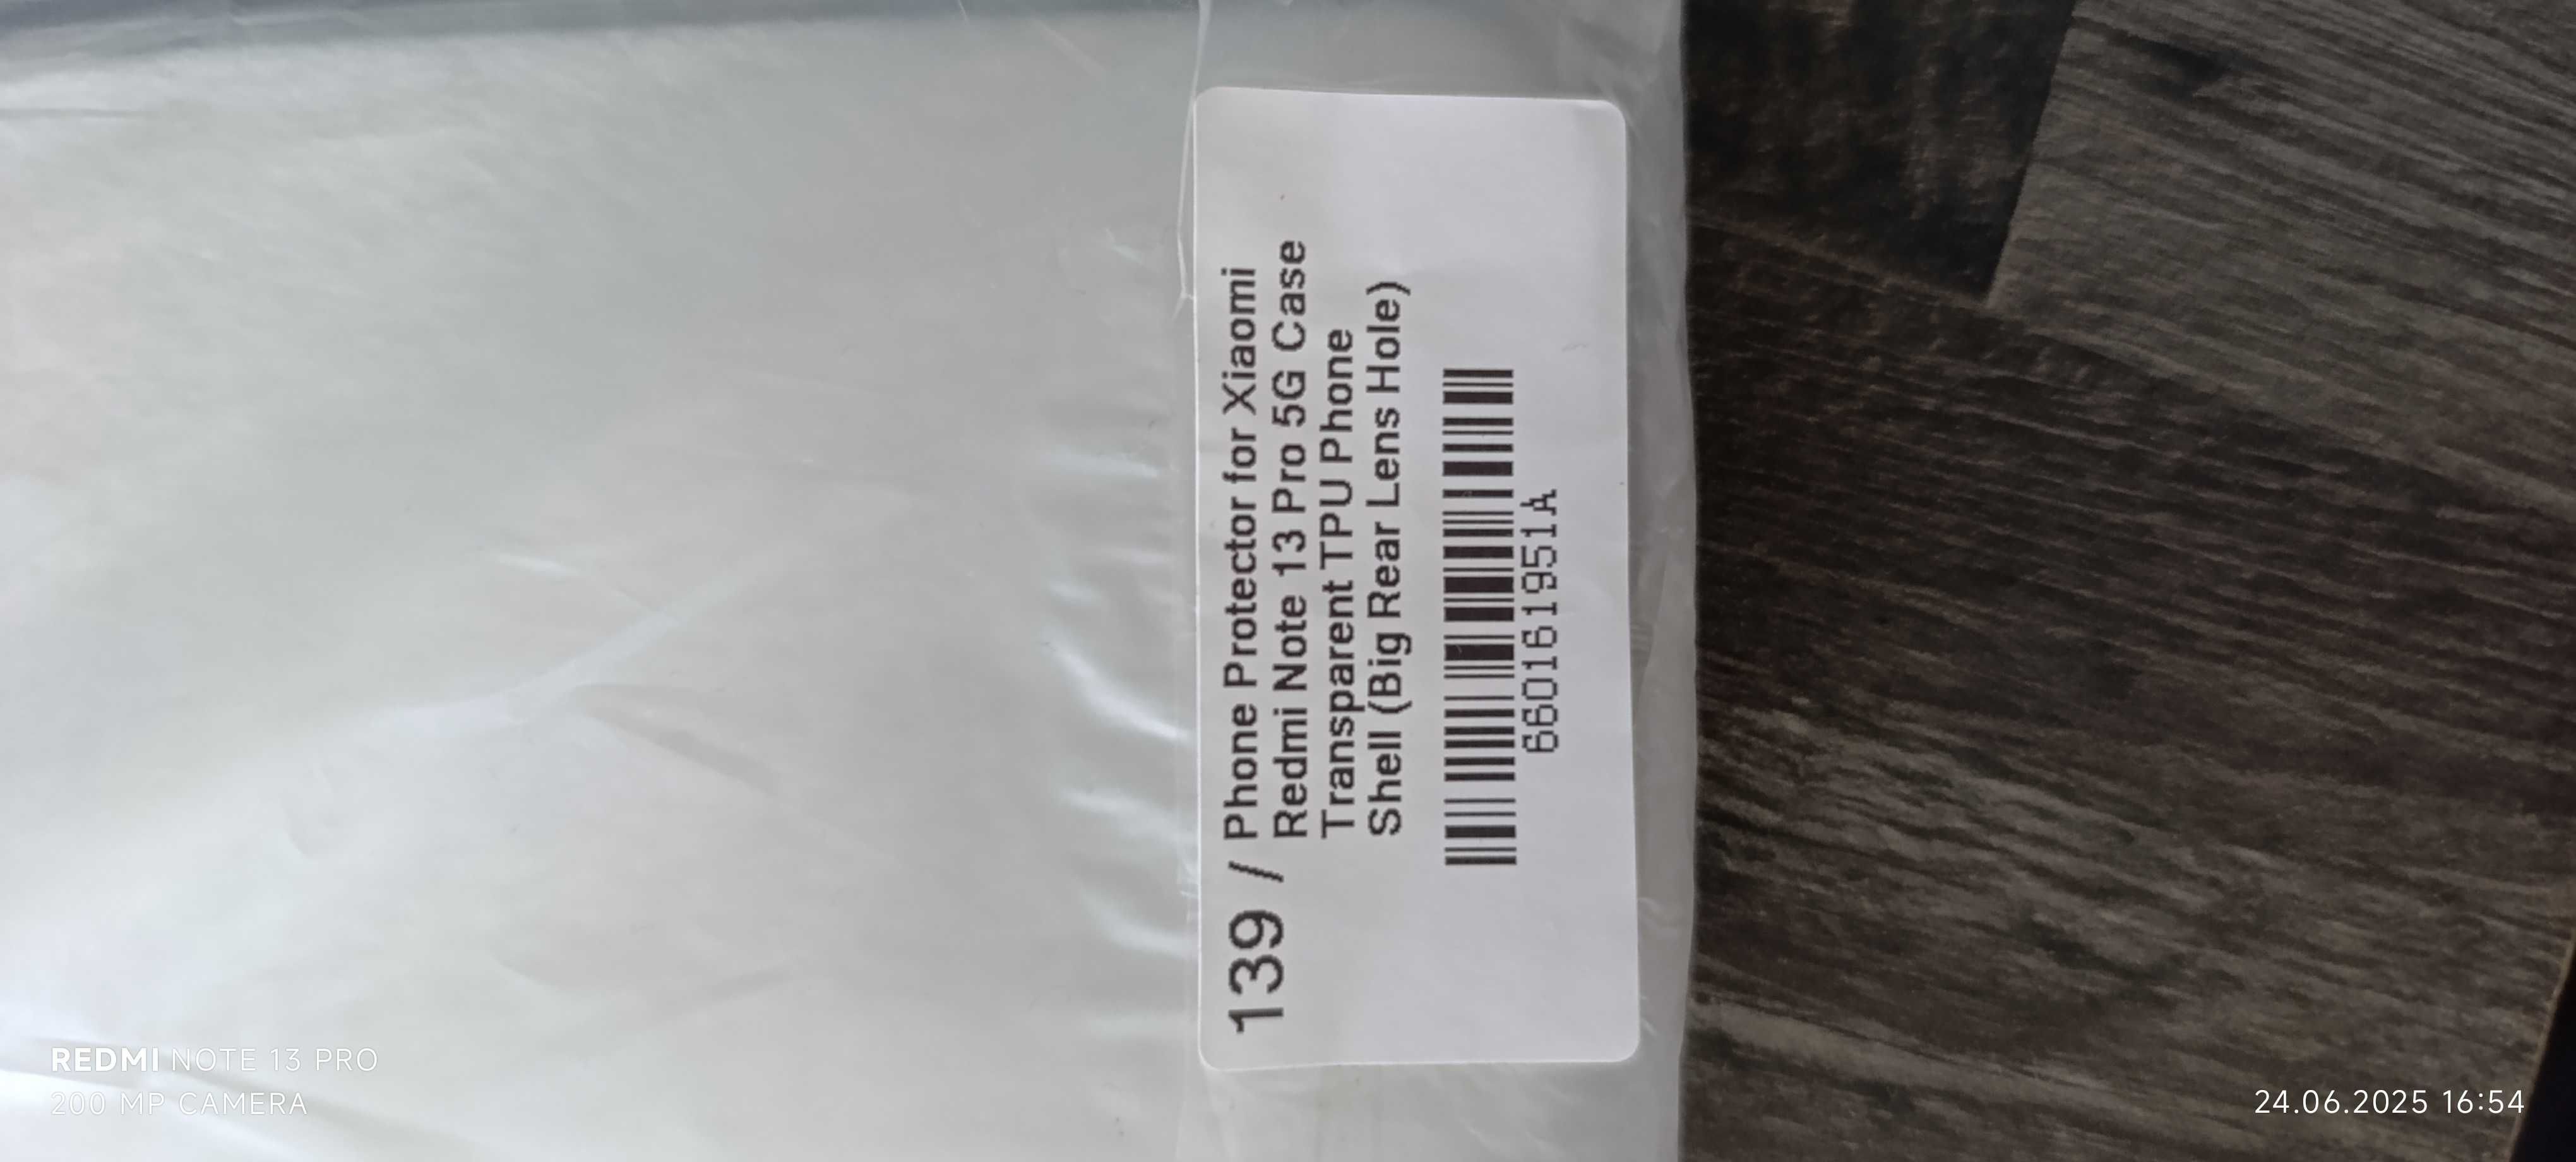 139 / Phone Protector for Xiaomi
Redmi Note 13 Pro 5G Case
Transparent TPU Phone
Shell (Big Rear Lens Hole)
660161951A
REDMI NOTE 13 PRO
200 MP CAMERA
24.06.2025 16:54